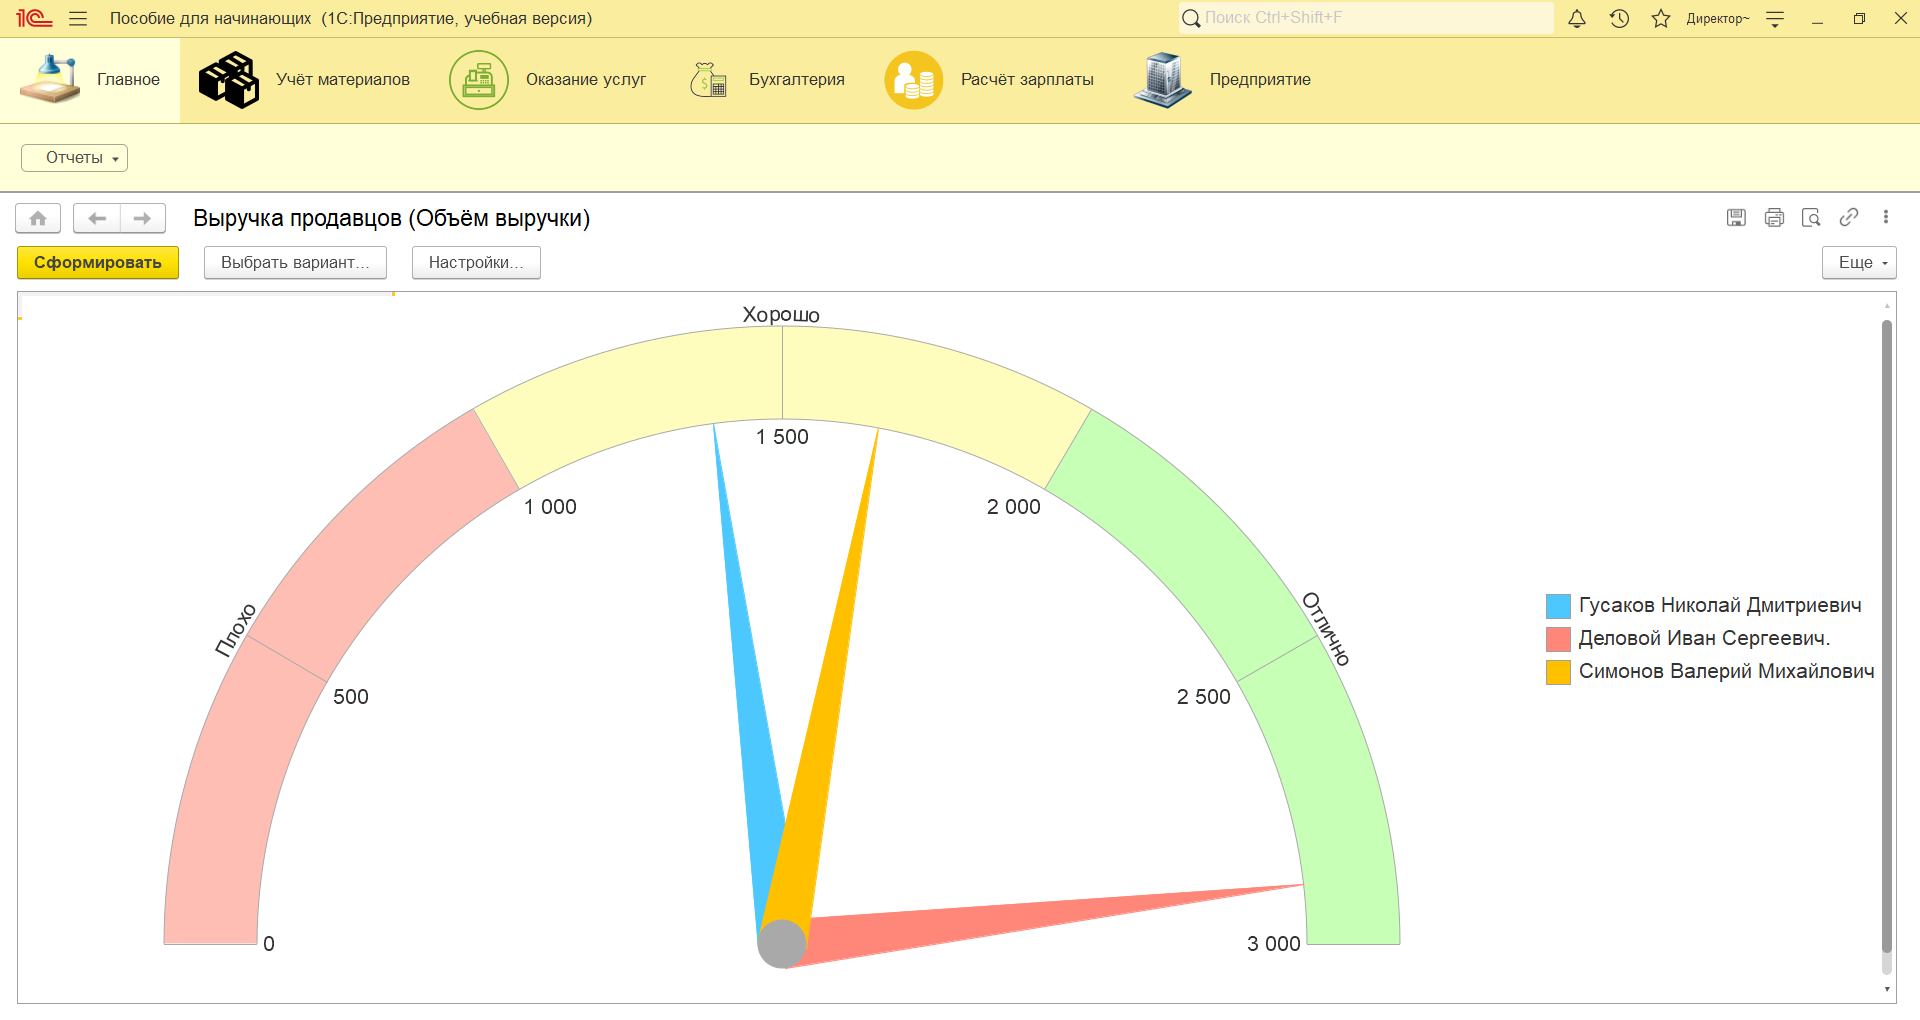 1С Пособие для начинающих (1С:Предприятие, учебная версия) Поиск Ctrl+Shift+F Директор~
Главное Учёт материалов Оказание услуг Бухгалтерия Расчёт зарплаты Предприятие
Отчеты
Выручка продавцов (Объём выручки)
Сформировать Выбрать вариант... Настройки... Еще
Хорошо
1 500
1 000 2 000
Плохо Отлично
500 2 500
0 3 000
Гусаков Николай Дмитриевич
Деловой Иван Сергеевич.
Симонов Валерий Михайлович